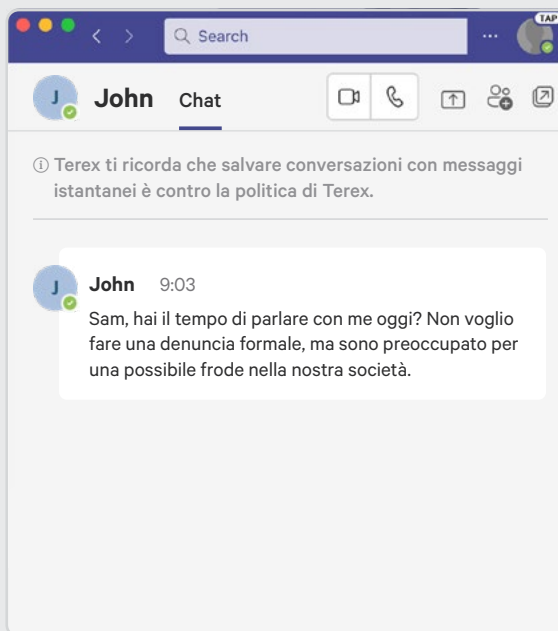 TAP
Search
...
J
John Chat
Terex ti ricorda che salvare conversazioni con messaggi
istantanei è contro la politica di Terex.
J
John 9:03
Sam, hai il tempo di parlare con me oggi? Non voglio
fare una denuncia formale, ma sono preoccupato per
una possibile frode nella nostra società.